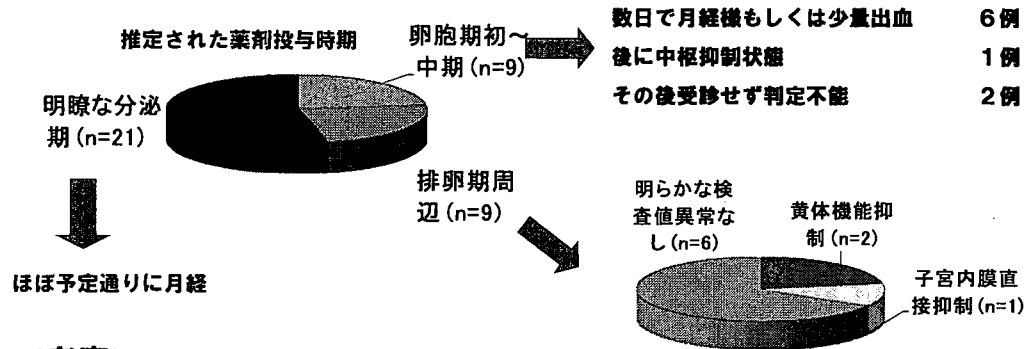 推定された薬剤投与時期
卵胞期初～
中期(n=9)
明瞭な分泌
期(n=21)
排卵期周
辺(n=9)
数日で月経様もしくは少量出血　6例
後に中枢抑制状態　1例
その後受診せず判定不能　2例
ほぼ予定通りに月経
明らかな検
査値異常な
し(n=6)
黄体機能抑
制(n=2)
子宮内膜直
接抑制(n=1)